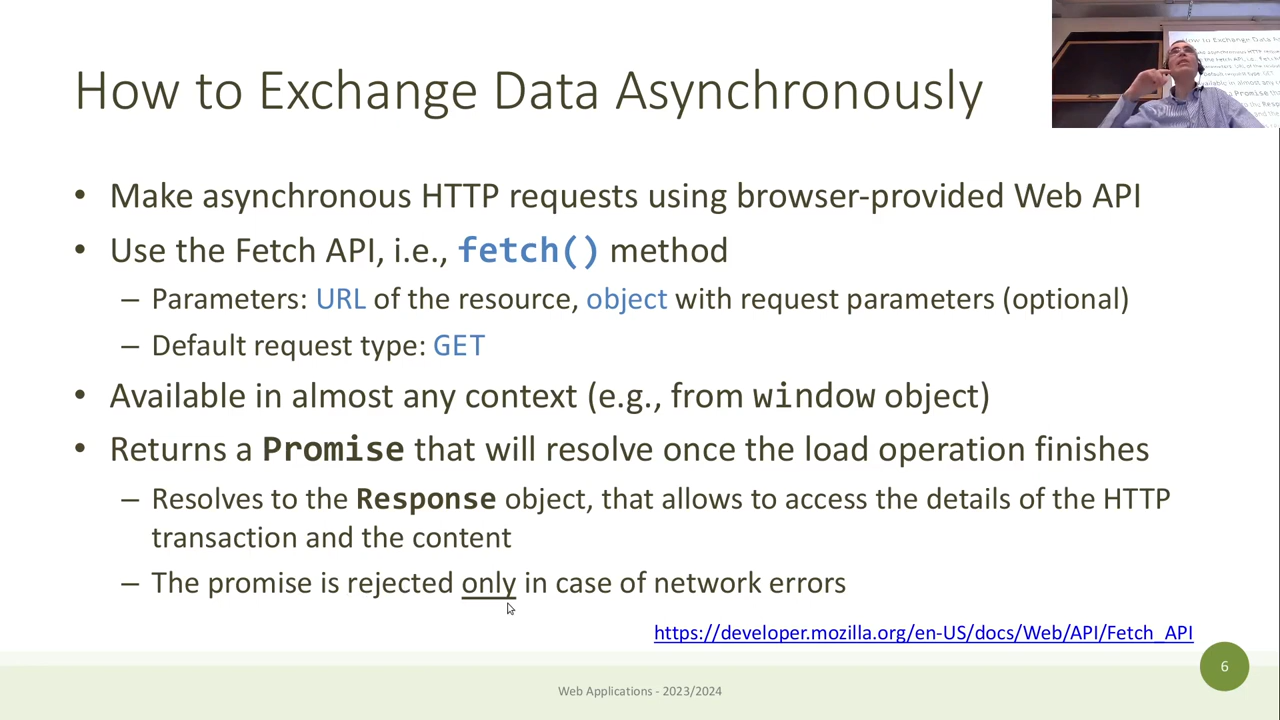 How to Exchange Data Asynchronously
• Make asynchronous HTTP requests using browser-provided Web API
• Use the Fetch API, i.e., fetch() method
– Parameters: URL of the resource, object with request parameters (optional)
– Default request type: GET
• Available in almost any context (e.g., from window object)
• Returns a Promise that will resolve once the load operation finishes
– Resolves to the Response object, that allows to access the details of the HTTP
transaction and the content
– The promise is rejected only in case of network errors
https://developer.mozilla.org/en-US/docs/Web/API/Fetch_API
6
Web Applications - 2023/2024